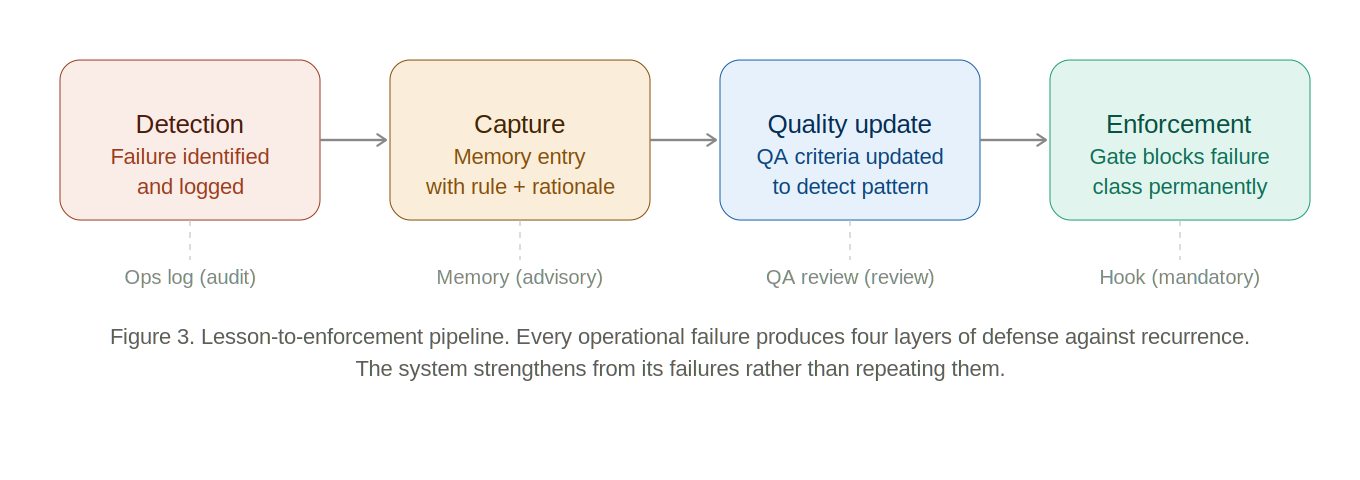 Detection
Failure identified
and logged
Capture
Memory entry
with rule + rationale
Quality update
QA criteria updated
to detect pattern
Enforcement
Gate blocks failure
class permanently
Ops log (audit)
Memory (advisory)
QA review (review)
Hook (mandatory)
Figure 3. Lesson-to-enforcement pipeline. Every operational failure produces four layers of defense against recurrence.
The system strengthens from its failures rather than repeating them.